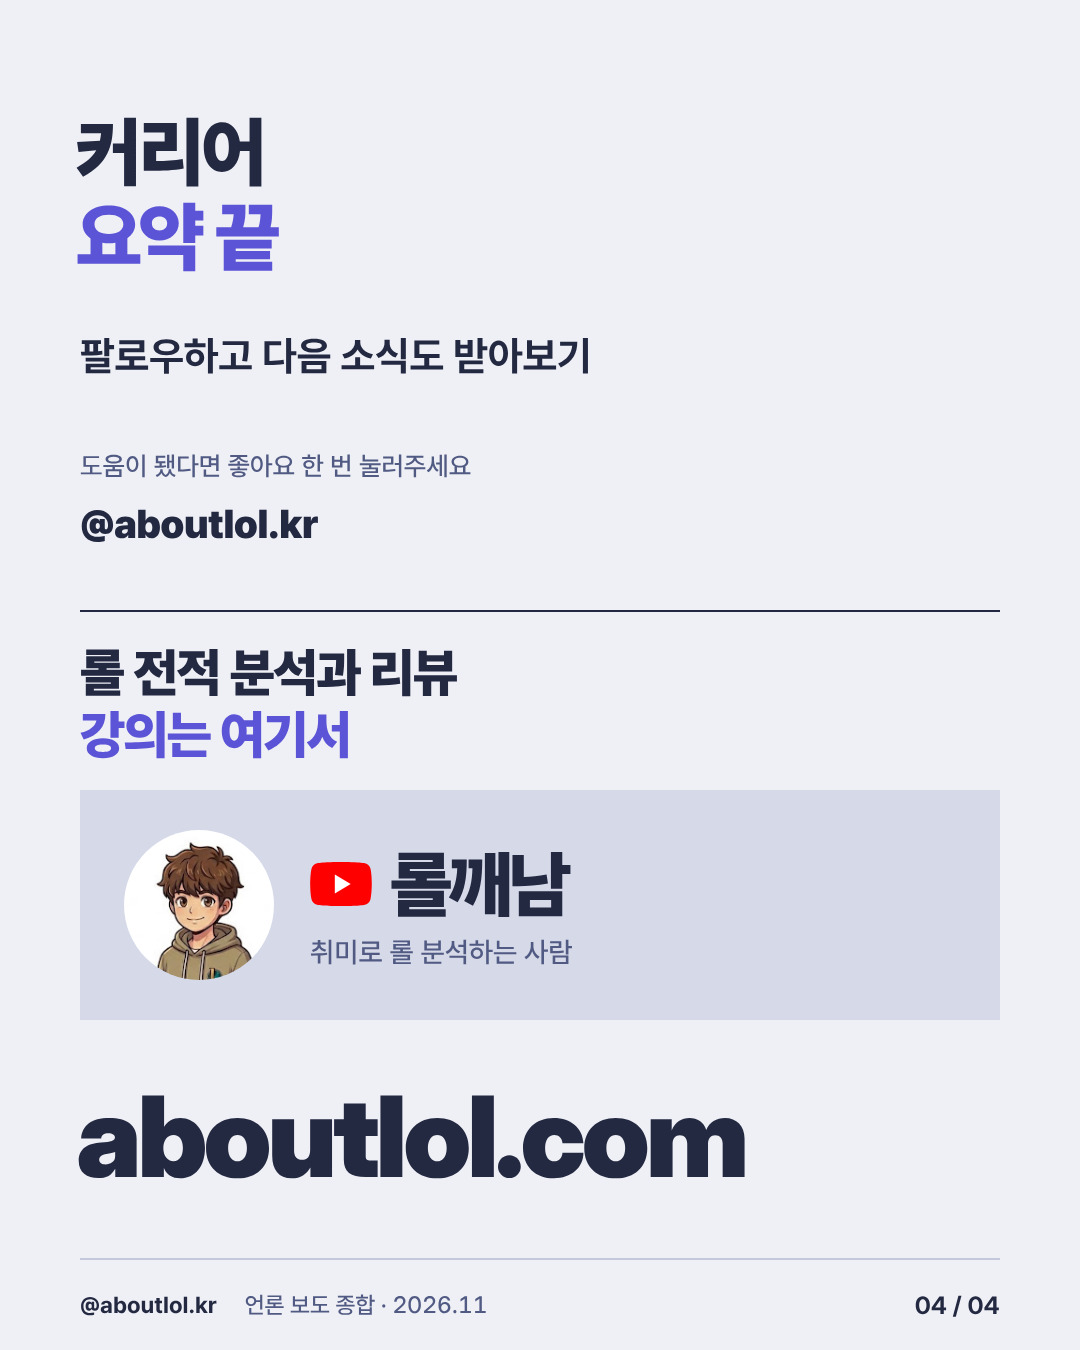 커리어
요약 끝
팔로우하고 다음 소식도 받아보기
도움이 됐다면 좋아요 한 번 눌러주세요
@aboutlol.kr
롤 전적 분석과 리뷰
강의는 여기서
롤깨남
취미로 롤 분석하는 사람
aboutlol.com
@aboutlol.kr 언론 보도 종합 · 2026.11
04 / 04